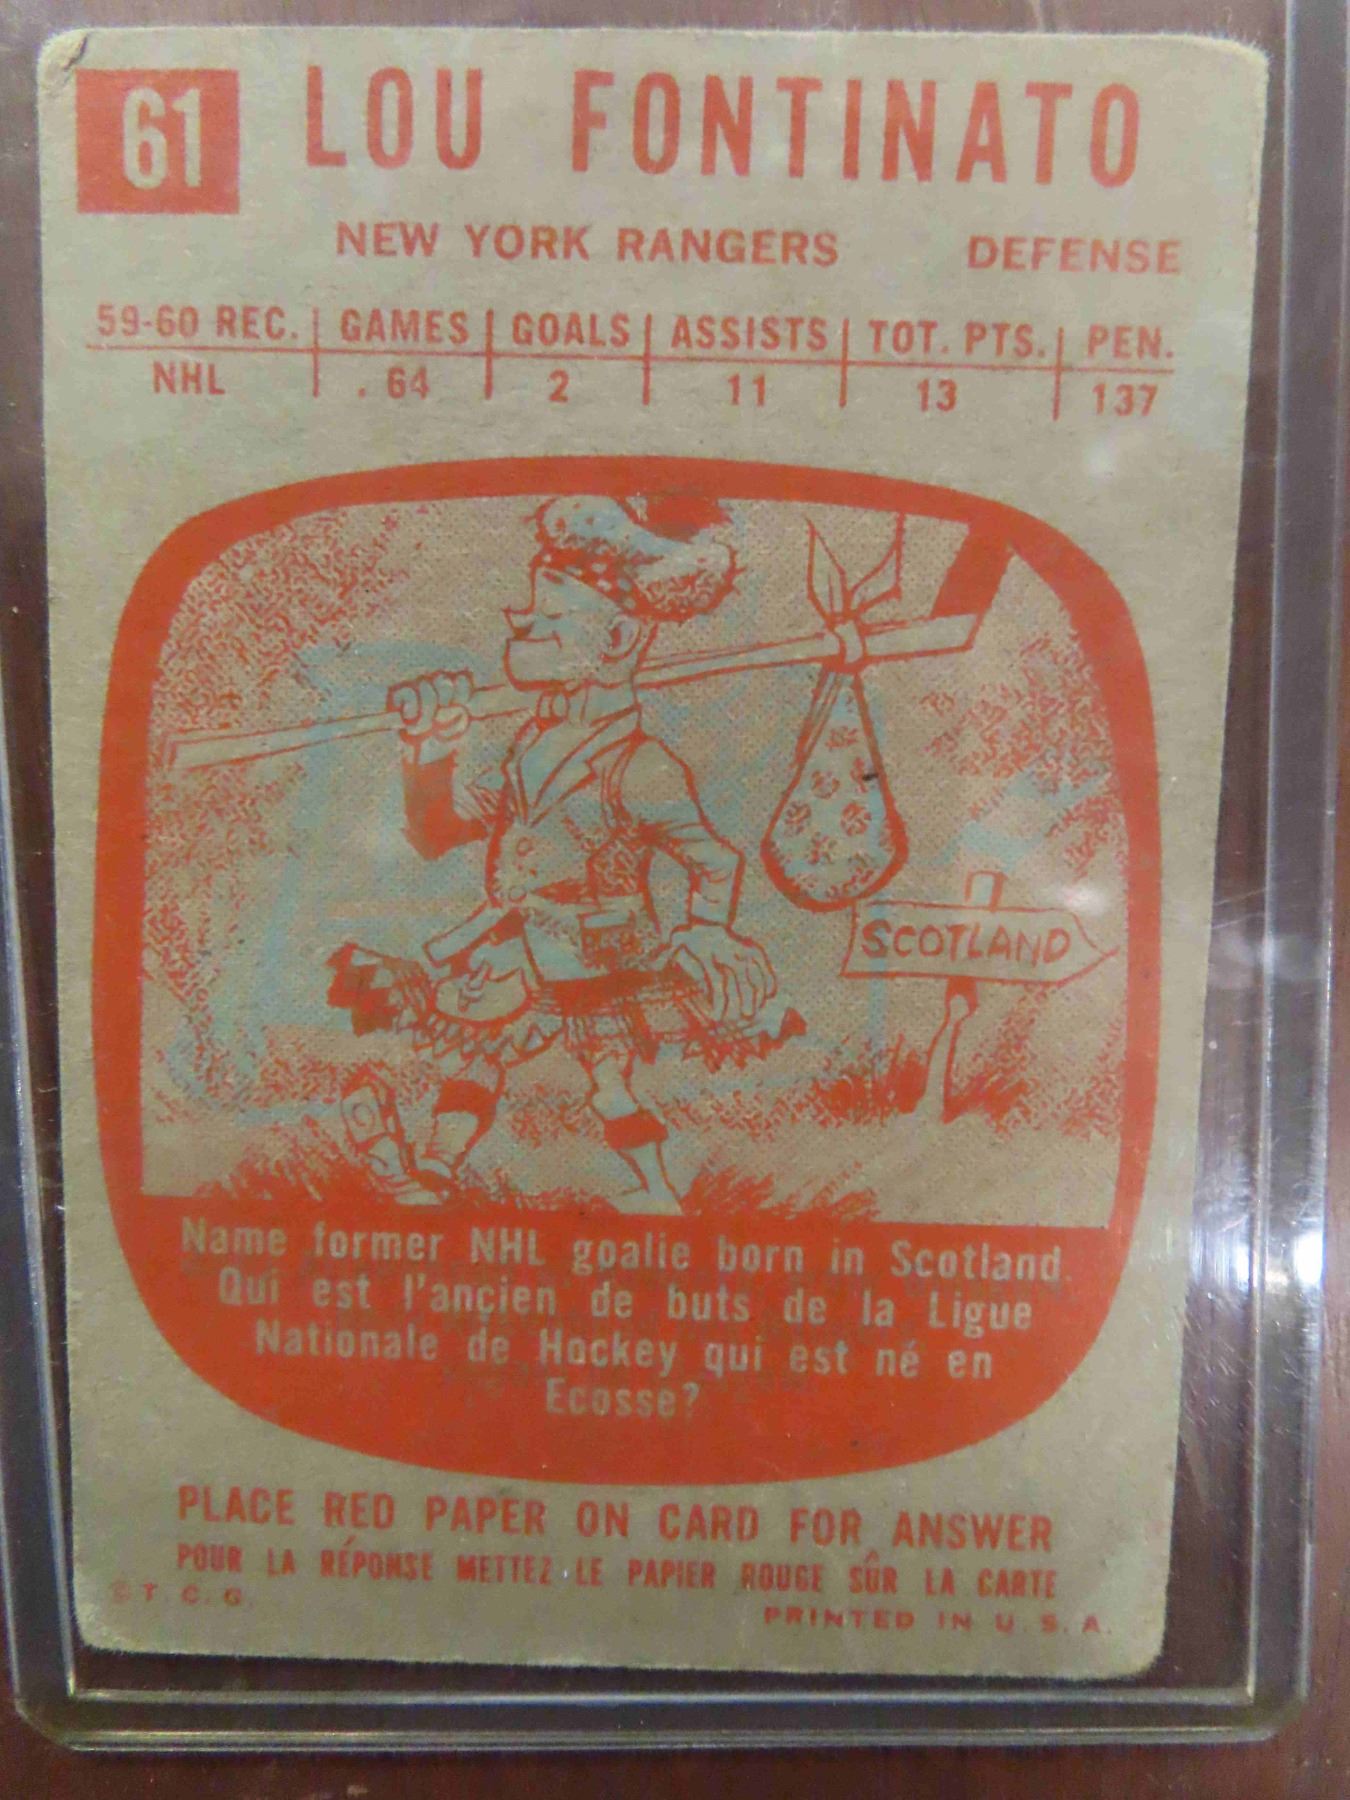 61 LOU FONTINATO
NEW YORK RANGERS DEFENSE
59-60 REC. GAMES GOALS ASSISTS TOT. PTS. PEN.
NHL . 64 2 11 13 137
SCOTLAND
Name former NHL goalie born in Scotland.
Qui est l'ancien de buts de la Ligue
Nationale de Hockey qui est né en
Ecosse?
PLACE RED PAPER ON CARD FOR ANSWER
POUR LA RÉPONSE METTEZ LE PAPIER ROUGE SÛR LA CARTE
© T. C. G. PRINTED IN U. S. A.